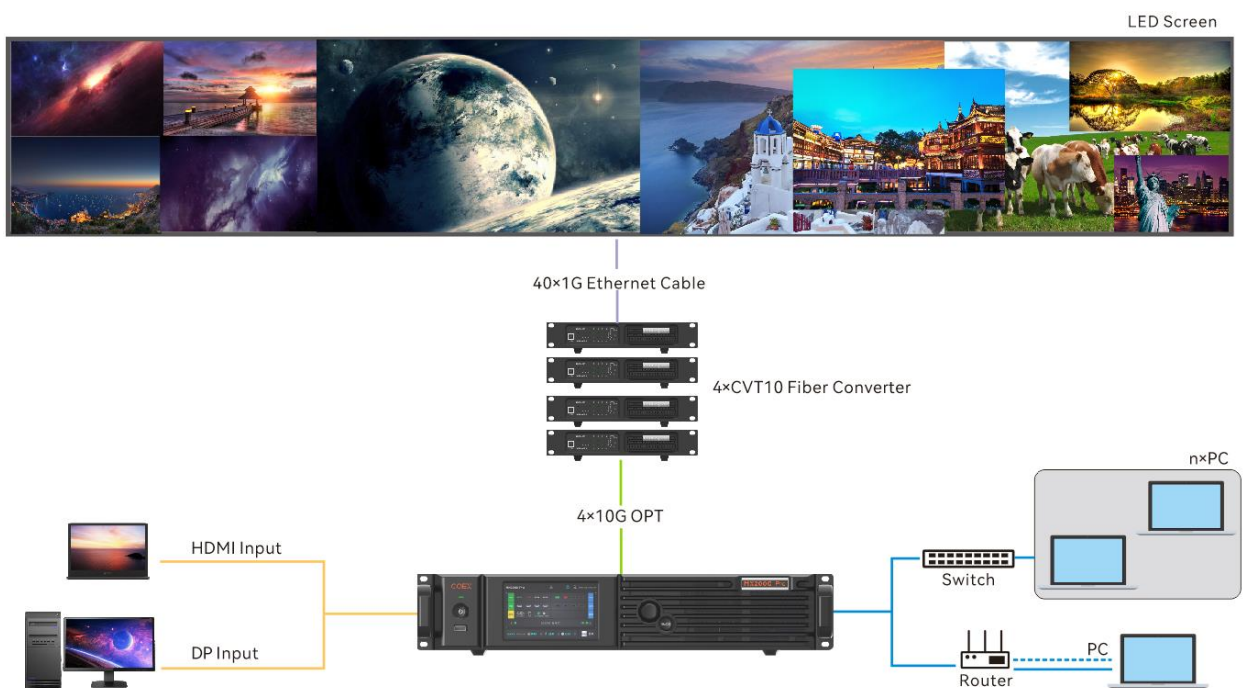 LED Screen
40×1G Ethernet Cable
4×CVT10 Fiber Converter
n×PC
4×10G OPT
HDMI Input
Switch
DP Input
PC
Router